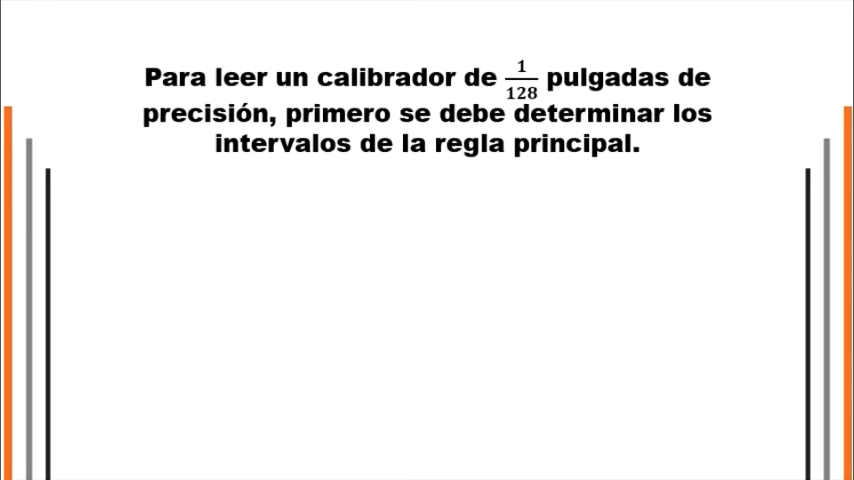 Para leer un calibrador de 1/128 pulgadas de
precisión, primero se debe determinar los
intervalos de la regla principal.